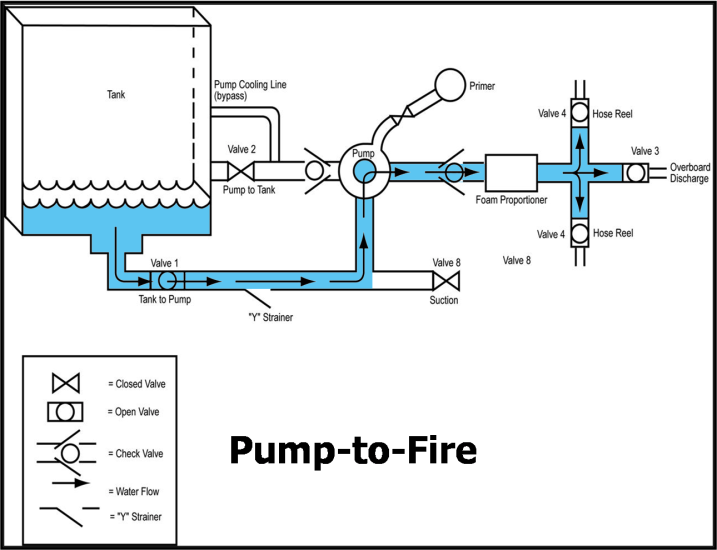 Tank
Pump Cooling Line
(bypass)
Primer
Valve 2
Pump to Tank
Pump
Foam Proportioner
Valve 4
Hose Reel
Valve 3
Overboard
Discharge
Valve 4
Hose Reel
Valve 1
Tank to Pump
"Y" Strainer
Valve 8
Suction
Valve 8
= Closed Valve
= Open Valve
= Check Valve
= Water Flow
= "Y" Strainer
Pump-to-Fire